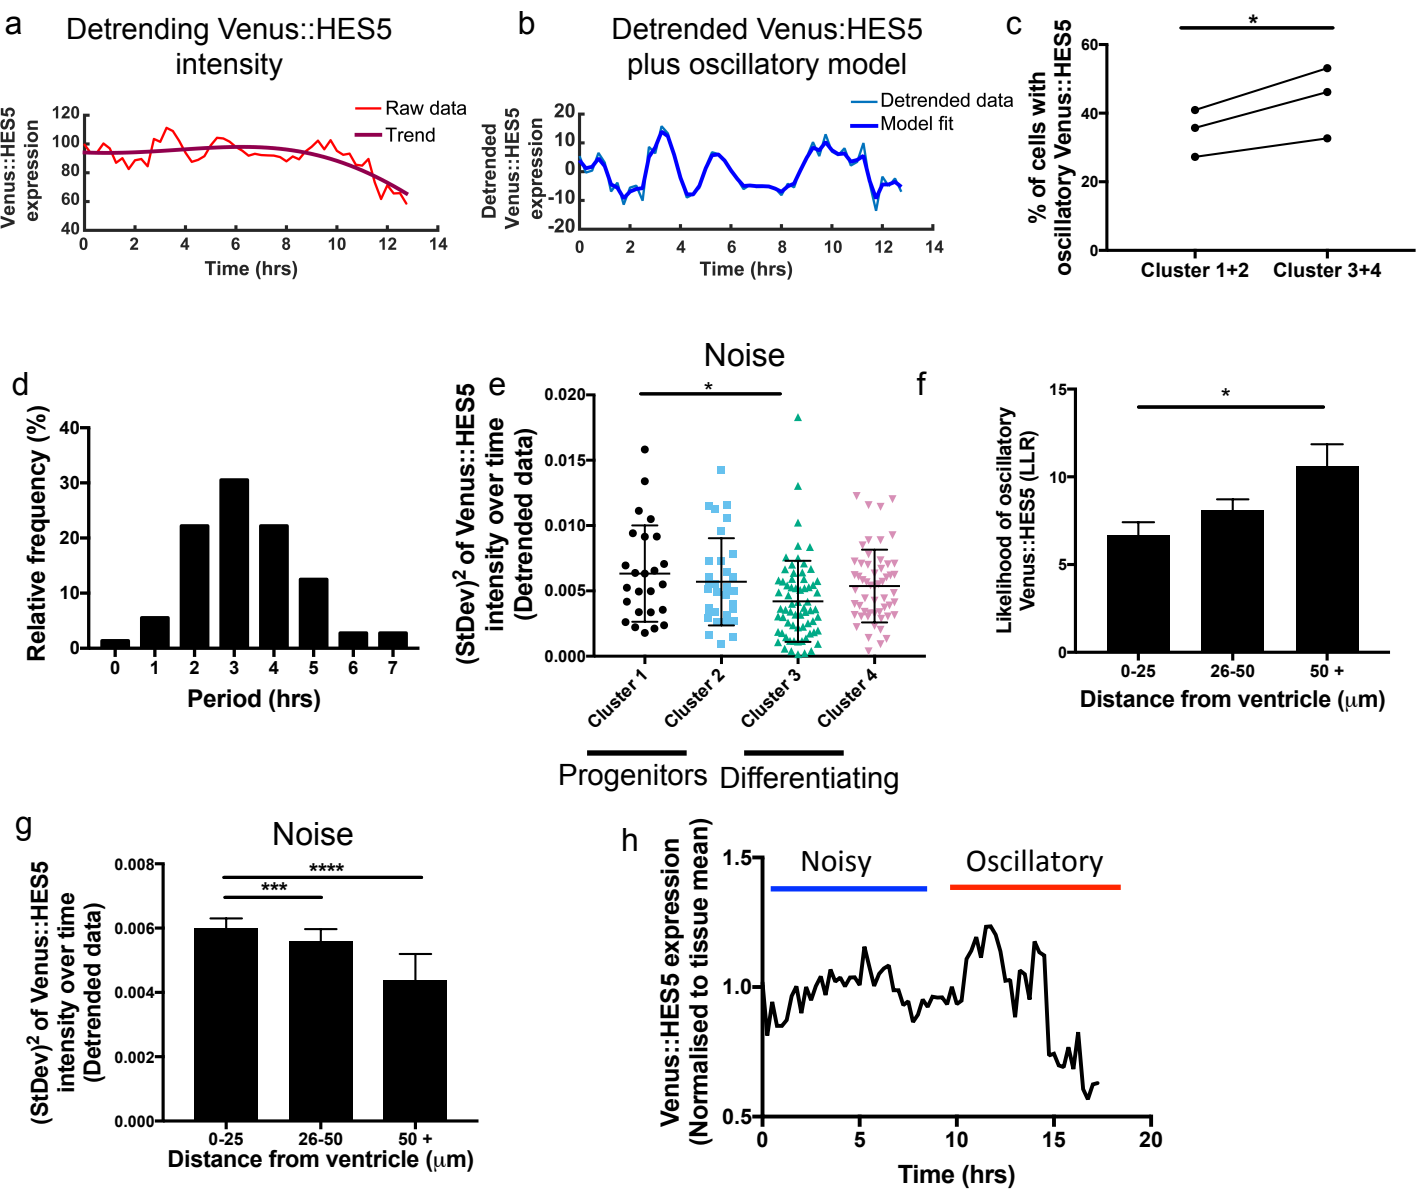 a
Detrending Venus::HES5
intensity
Venus::HES5
expression
120
100
80
60
40
0 2 4 6 8 10 12 14
Time (hrs)
Raw data
Trend
b
Detrended Venus:HES5
plus oscillatory model
Detrended
Venus::HES5
expression
20
10
0
-10
-20
0 2 4 6 8 10 12 14
Time (hrs)
Detrended data
Model fit
c
% of cells with
oscillatory Venus::HES5
60
40
20
0
*
Cluster 1+2 Cluster 3+4
d
Relative frequency (%)
40
30
20
10
0
0 1 2 3 4 5 6 7
Period (hrs)
e
Noise
(StDev)² of Venus::HES5
intensity over time
(Detrended data)
0.020
0.015
0.010
0.005
0.000
*
Cluster 1 Cluster 2 Cluster 3 Cluster 4
Progenitors Differentiating
f
Likelihood of oscillatory
Venus::HES5 (LLR)
15
10
5
0
*
0-25 26-50 50 +
Distance from ventricle (μm)
g
Noise
(StDev)² of Venus::HES5
intensity over time
(Detrended data)
0.008
0.006
0.004
0.002
0.000
****
***
0-25 26-50 50 +
Distance from ventricle (μm)
h
Venus::HES5 expression
(Normalised to tissue mean)
1.5
1.0
0.5
Noisy Oscillatory
0 5 10 15 20
Time (hrs)